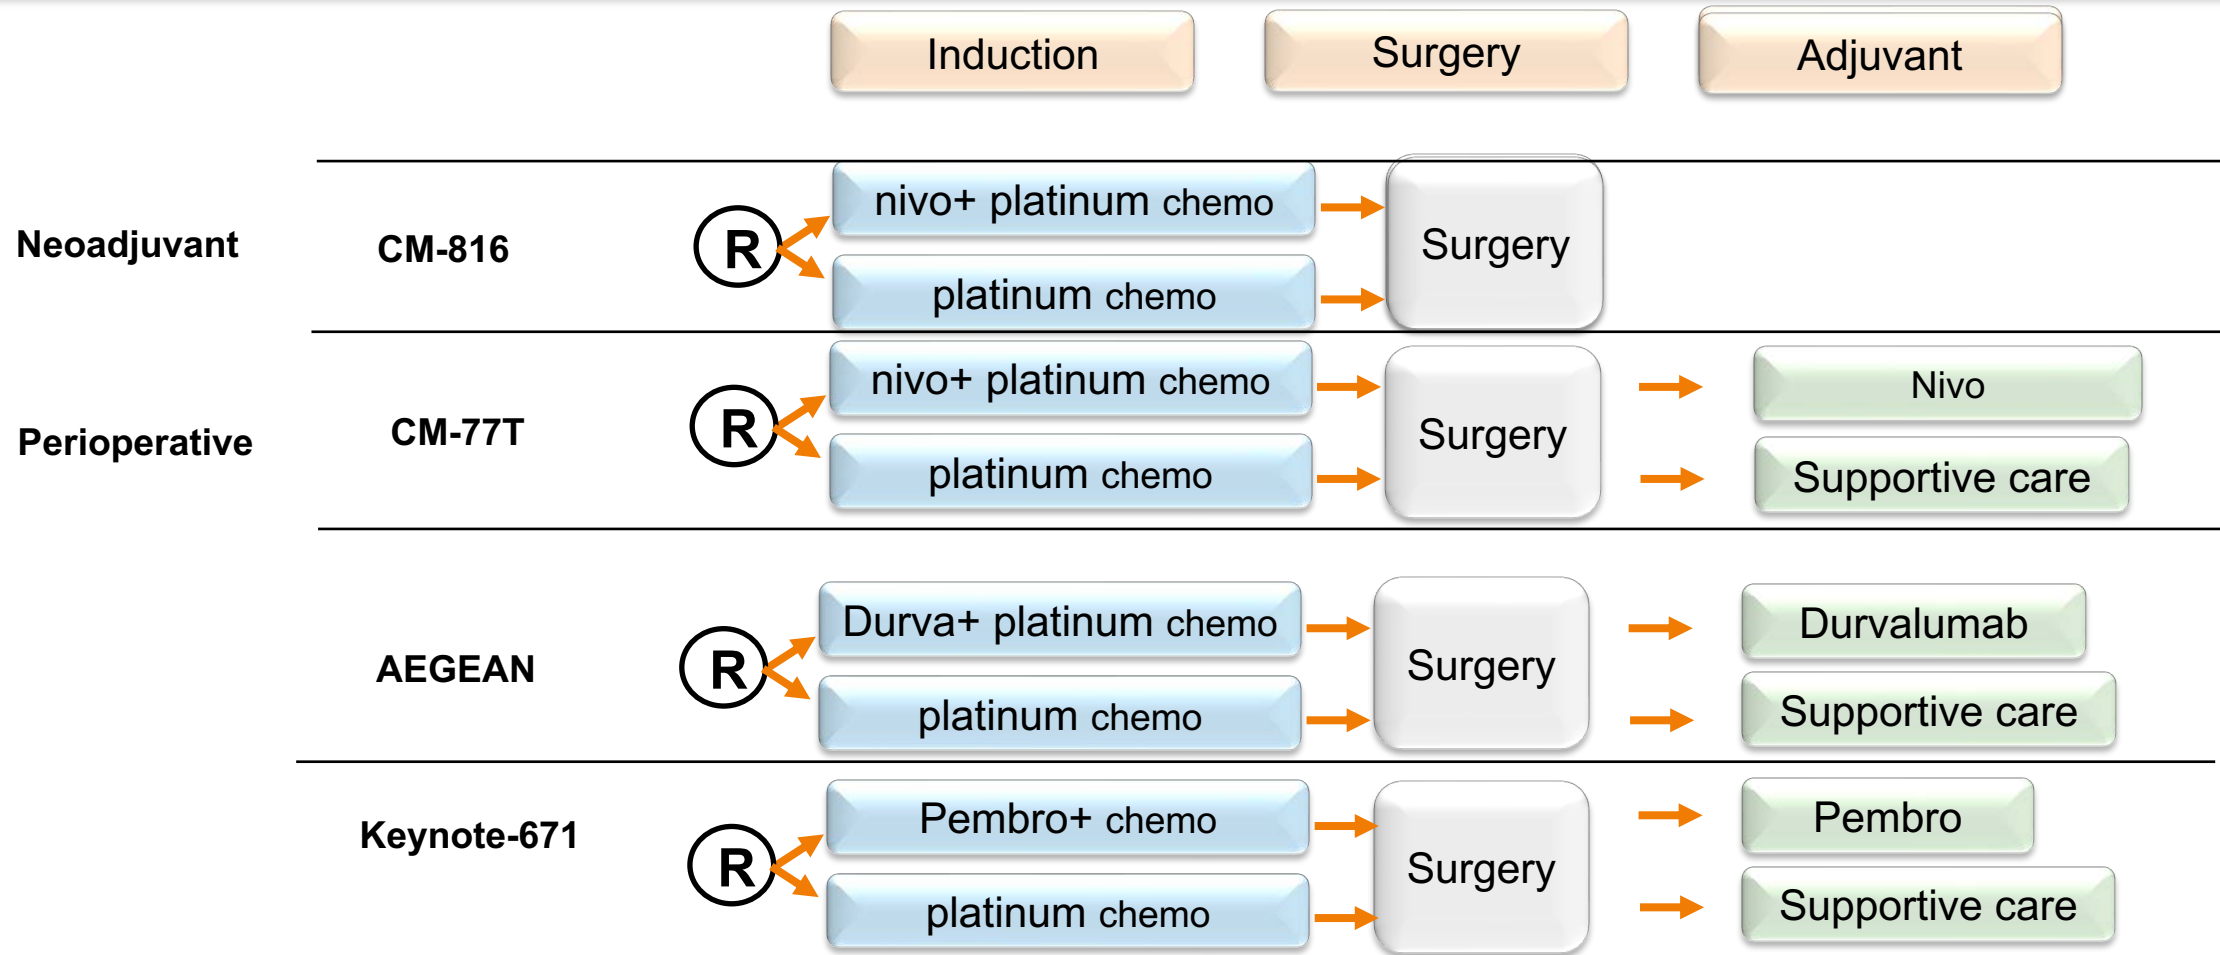 Induction
Surgery
Adjuvant
Neoadjuvant
CM-816
R
nivo+ platinum chemo
platinum chemo
Surgery
Perioperative
CM-77T
R
nivo+ platinum chemo
platinum chemo
Surgery
Nivo
Supportive care
AEGEAN
R
Durva+ platinum chemo
platinum chemo
Surgery
Durvalumab
Supportive care
Keynote-671
R
Pembro+ chemo
platinum chemo
Surgery
Pembro
Supportive care